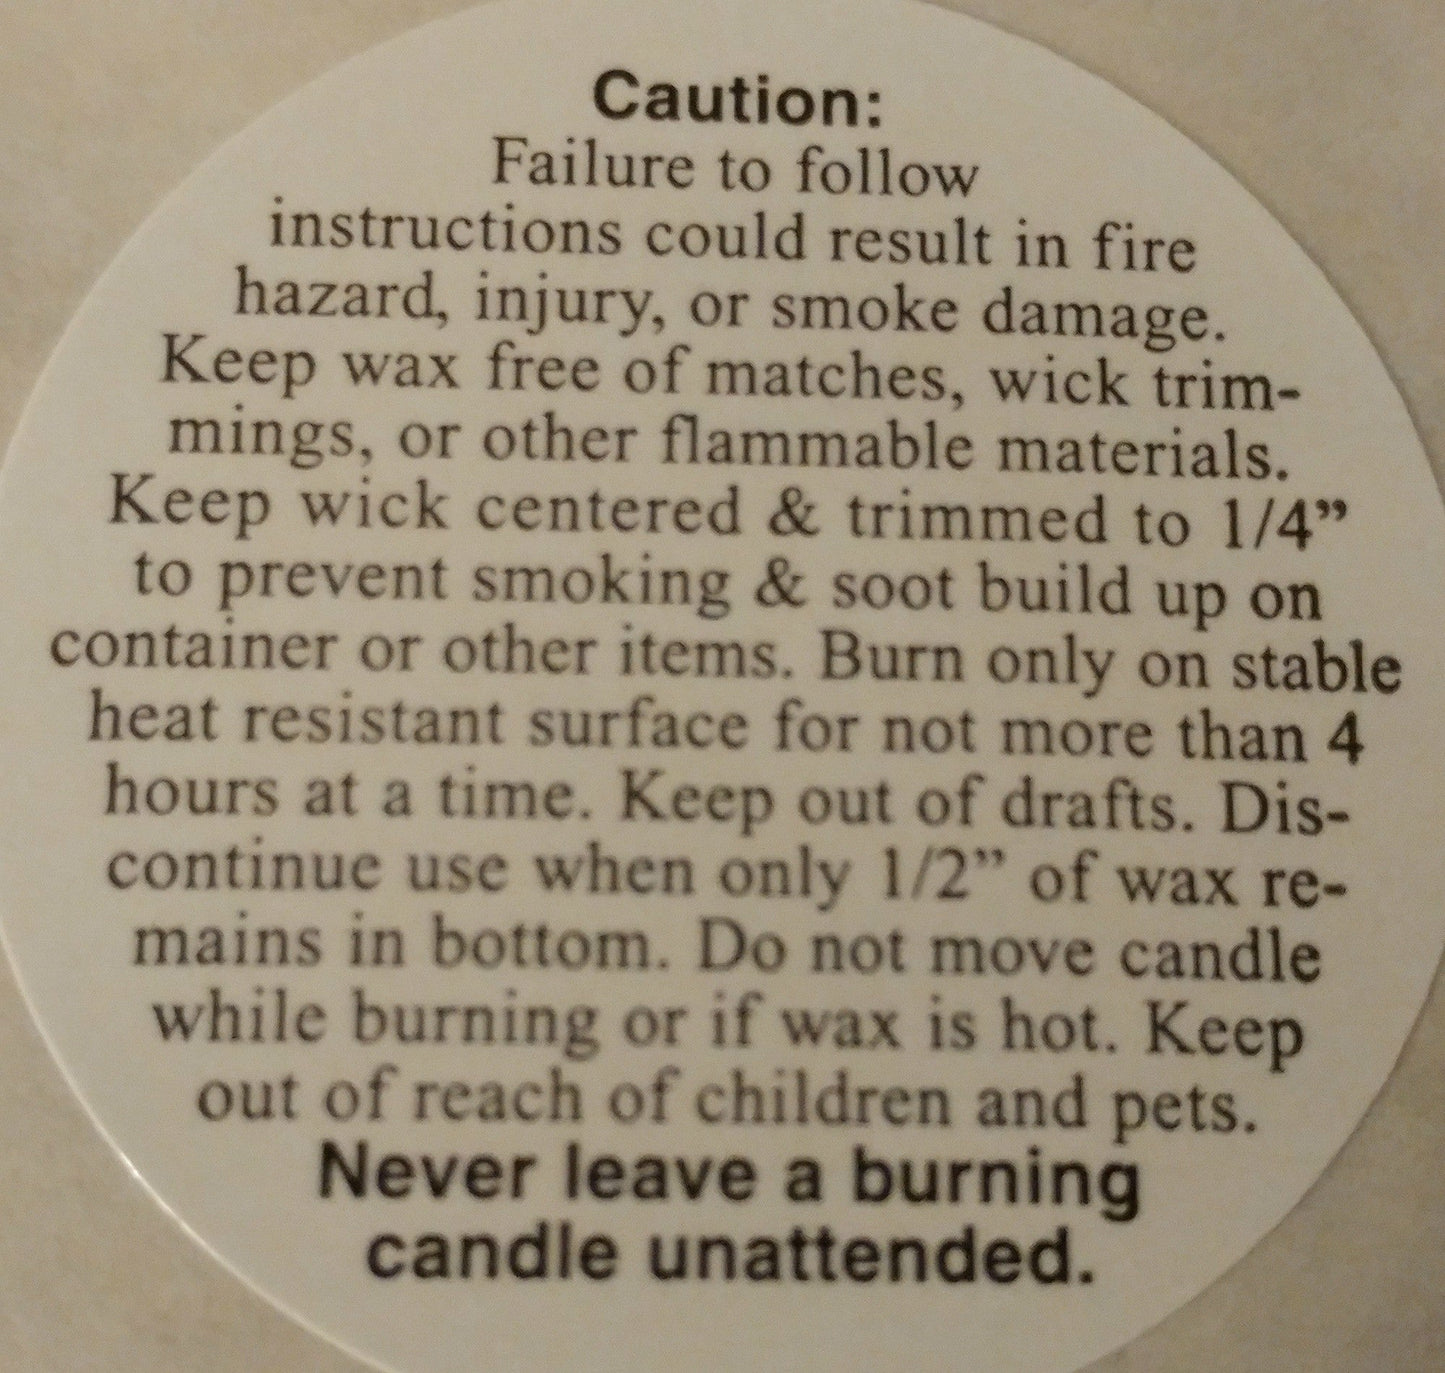 Caution:
Failure to follow
instructions could result in fire
hazard, injury, or smoke damage.
Keep wax free of matches, wick trim-
mings, or other flammable materials.
Keep wick centered & trimmed to 1/4”
to prevent smoking & soot build up on
container or other items. Burn only on stable
heat resistant surface for not more than 4
hours at a time. Keep out of drafts. Dis-
continue use when only 1/2” of wax re-
mains in bottom. Do not move candle
while burning or if wax is hot. Keep
out of reach of children and pets.
Never leave a burning
candle unattended.